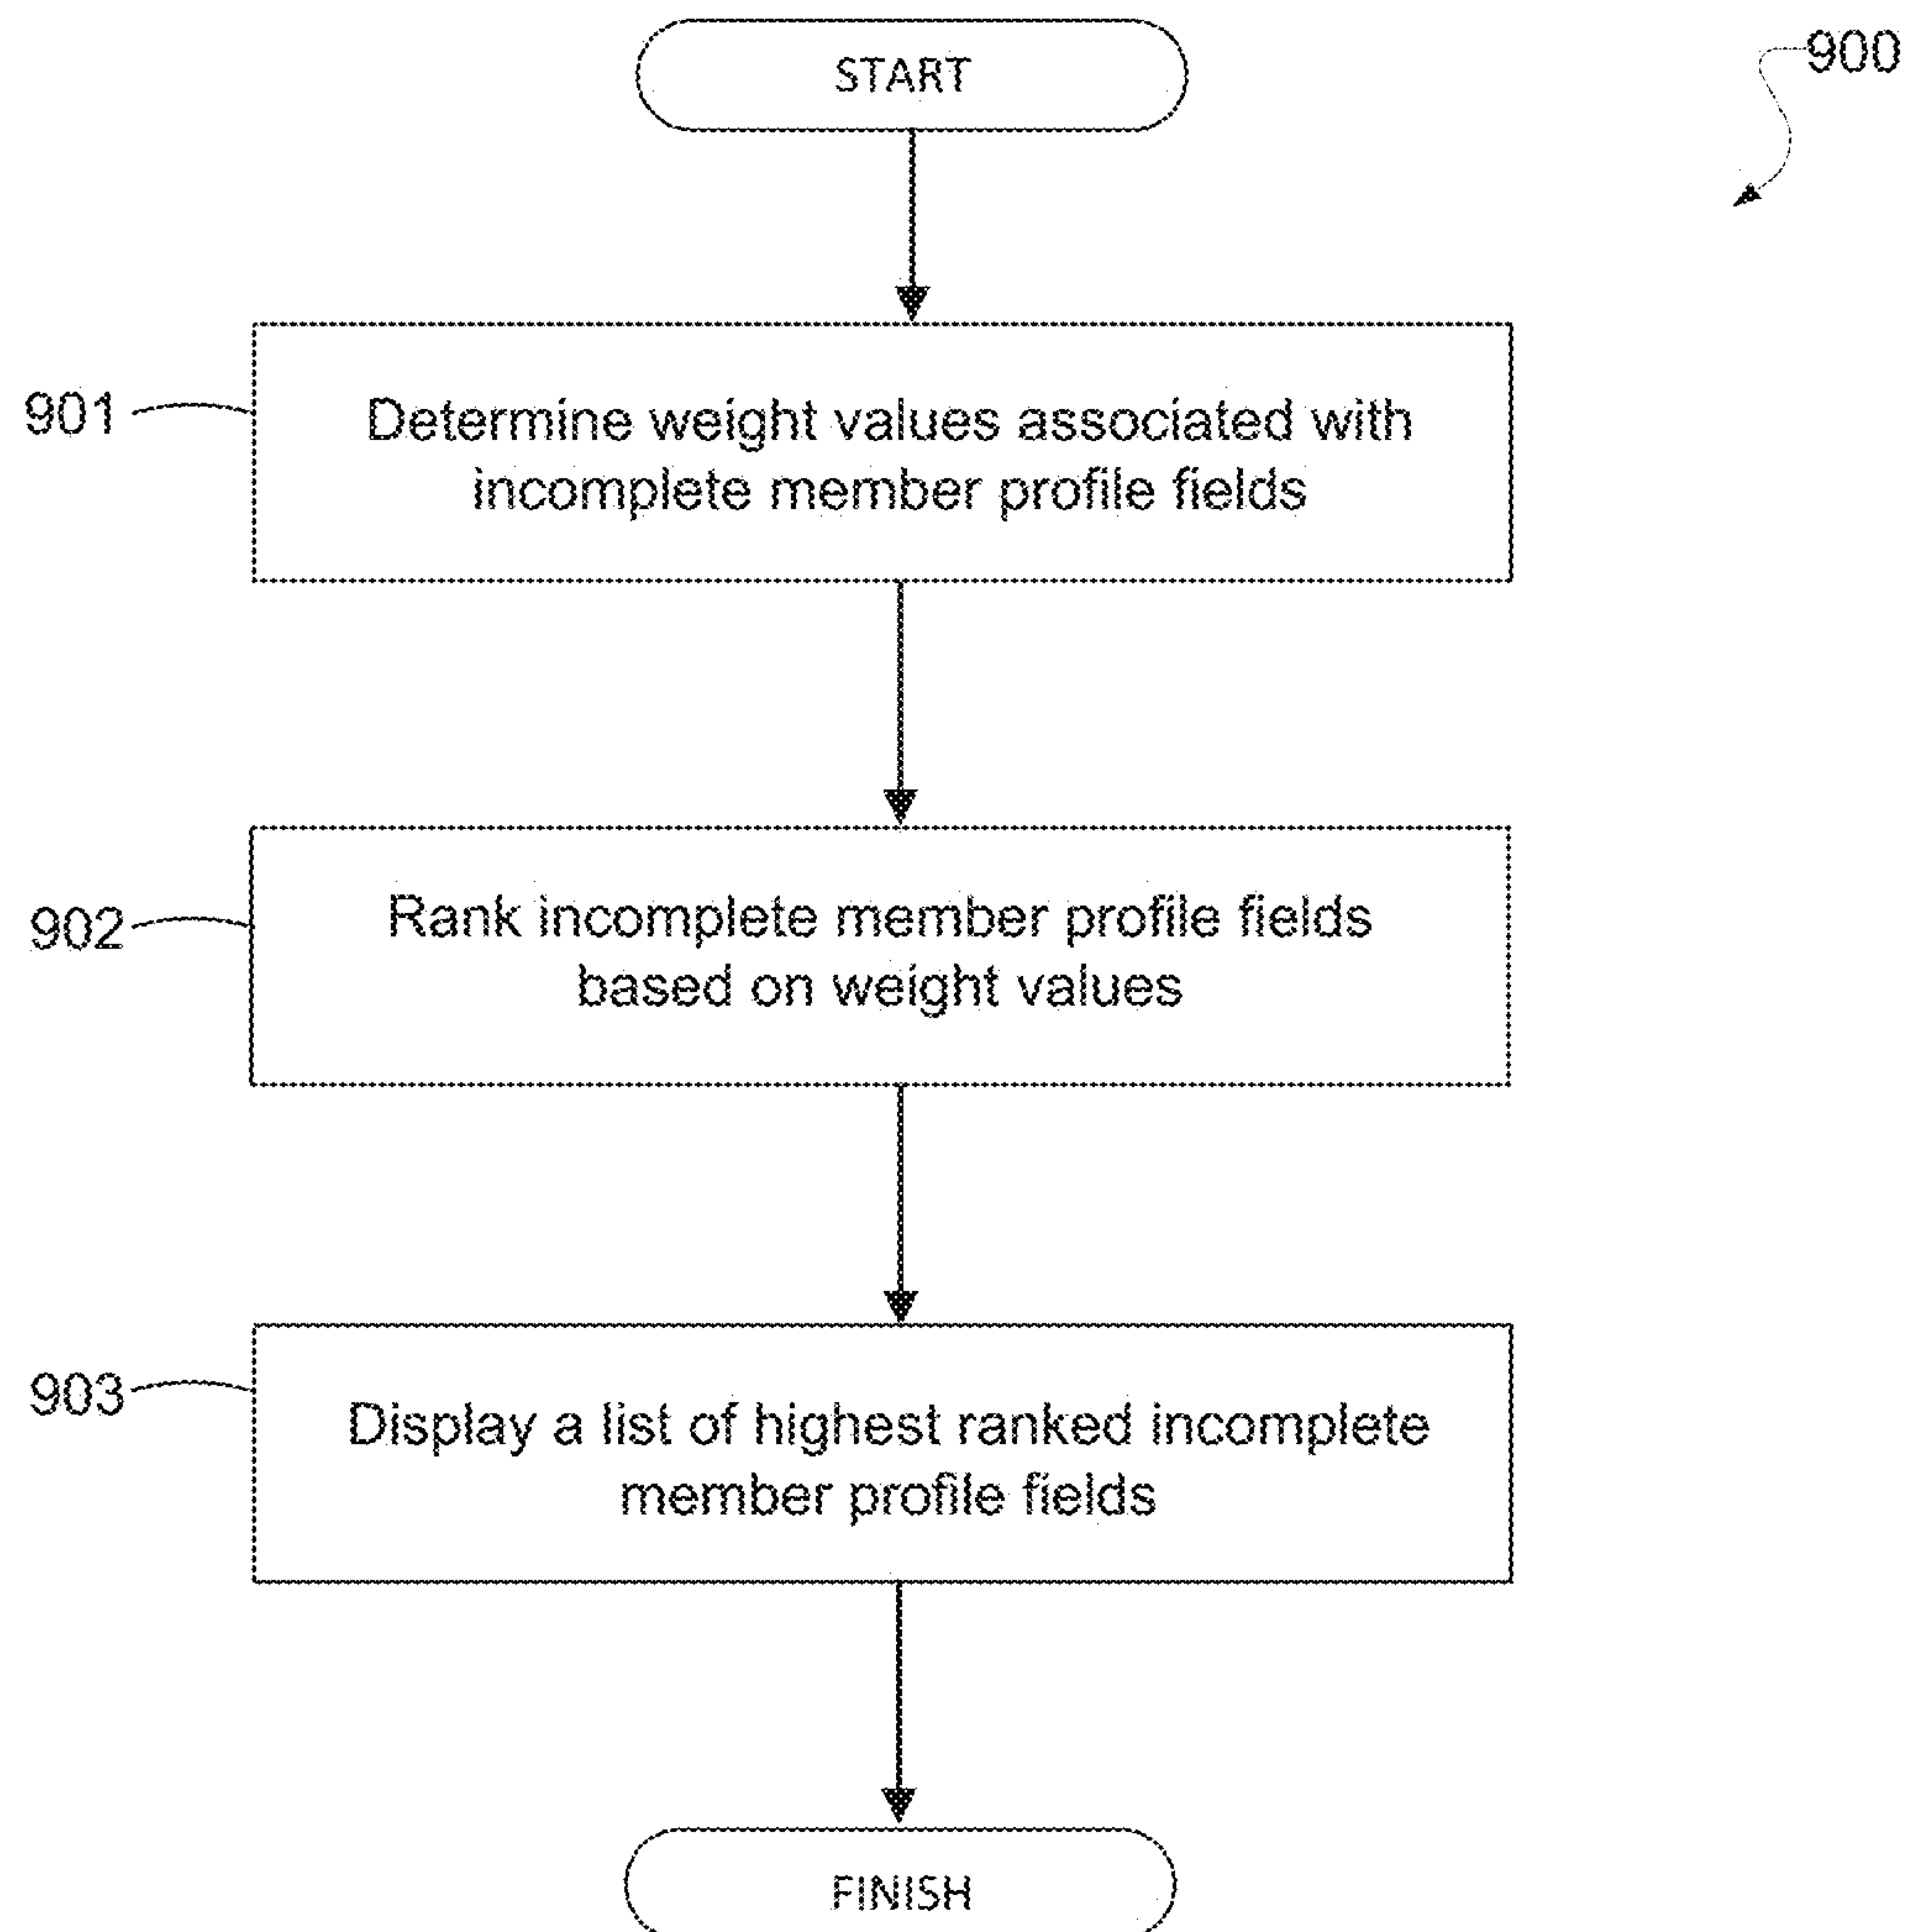 START
900
901
Determine weight values associated with
incomplete member profile fields
902
Rank incomplete member profile fields
based on weight values
903
Display a list of highest ranked incomplete
member profile fields
FINISH